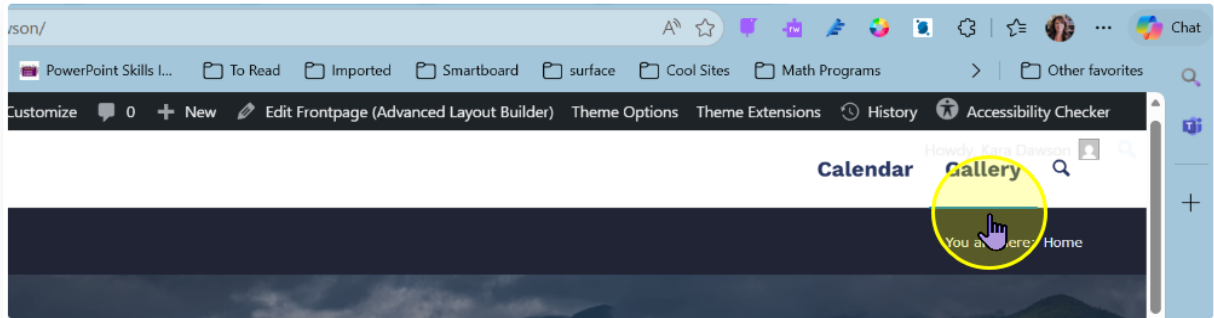 wson/ A Chat
PowerPoint Skills I... To Read Imported Smartboard surface Cool Sites Math Programs Other favorites
Customize 0 New Edit Frontpage (Advanced Layout Builder) Theme Options Theme Extensions History Accessibility Checker
Howdy, Kara Dawson
Calendar Gallery
You are here: Home